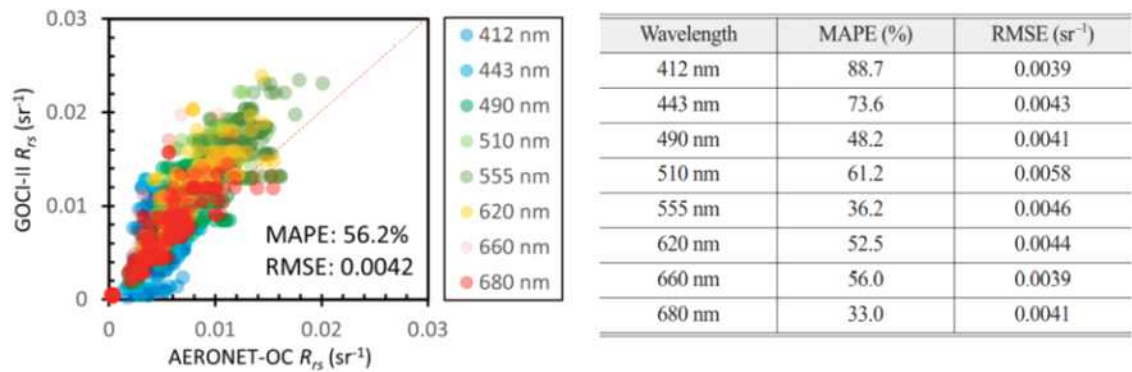 0.03
0.02
0.01
0
GOCI-II Rrs (sr⁻¹)
MAPE: 56.2%
RMSE: 0.0042
0 0.01 0.02 0.03
AERONET-OC Rrs (sr⁻¹)
412 nm
443 nm
490 nm
510 nm
555 nm
620 nm
660 nm
680 nm
Wavelength MAPE (%) RMSE (sr⁻¹)
412 nm 88.7 0.0039
443 nm 73.6 0.0043
490 nm 48.2 0.0041
510 nm 61.2 0.0058
555 nm 36.2 0.0046
620 nm 52.5 0.0044
660 nm 56.0 0.0039
680 nm 33.0 0.0041